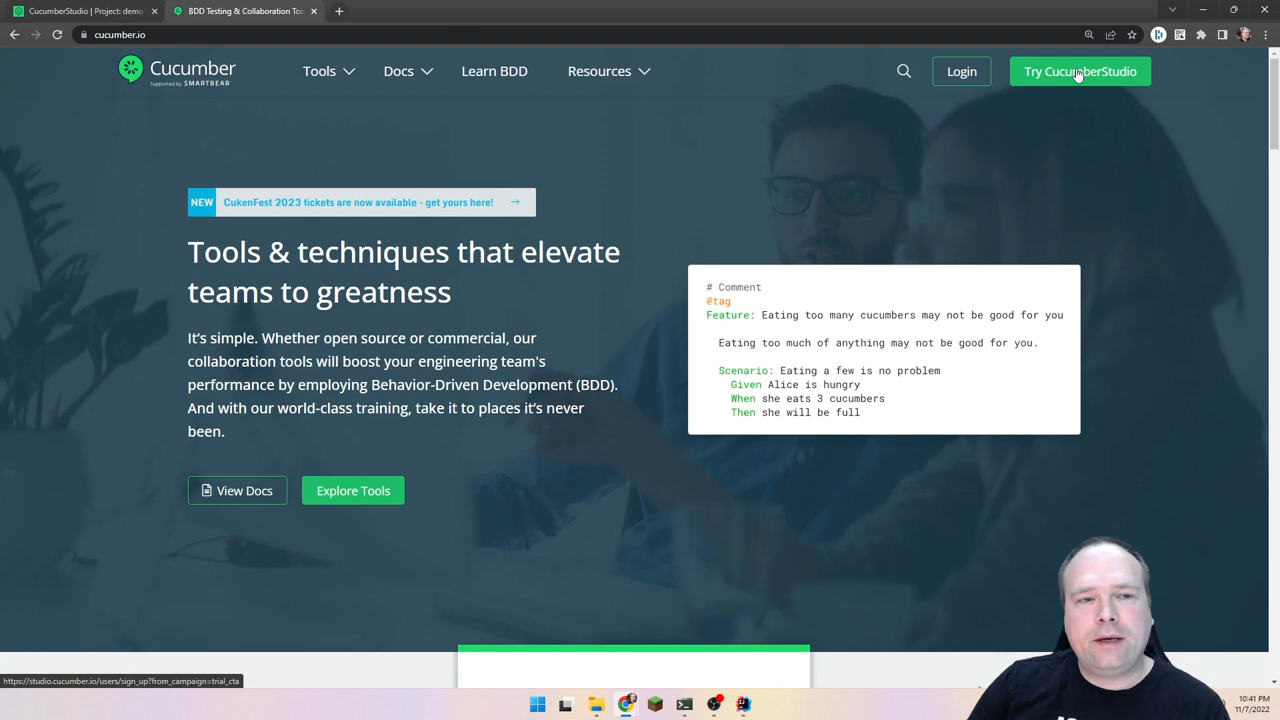 CucumberStudio | Project: demo
BDD Testing & Collaboration Too
cucumber.io
Cucumber
Supported by SMARTBEAR
Tools
Docs
Learn BDD
Resources
Login
Try CucumberStudio
NEW
CukenFest 2023 tickets are now available - get yours here! →
Tools & techniques that elevate
teams to greatness
It's simple. Whether open source or commercial, our
collaboration tools will boost your engineering team's
performance by employing Behavior-Driven Development (BDD).
And with our world-class training, take it to places it's never
been.
View Docs
Explore Tools
# Comment
@tag
Feature: Eating too many cucumbers may not be good for you
Eating too much of anything may not be good for you.
Scenario: Eating a few is no problem
Given Alice is hungry
When she eats 3 cucumbers
Then she will be full
https://studio.cucumber.io/users/sign_up?from_campaign=trial_cta
10:41 PM
11/7/2022